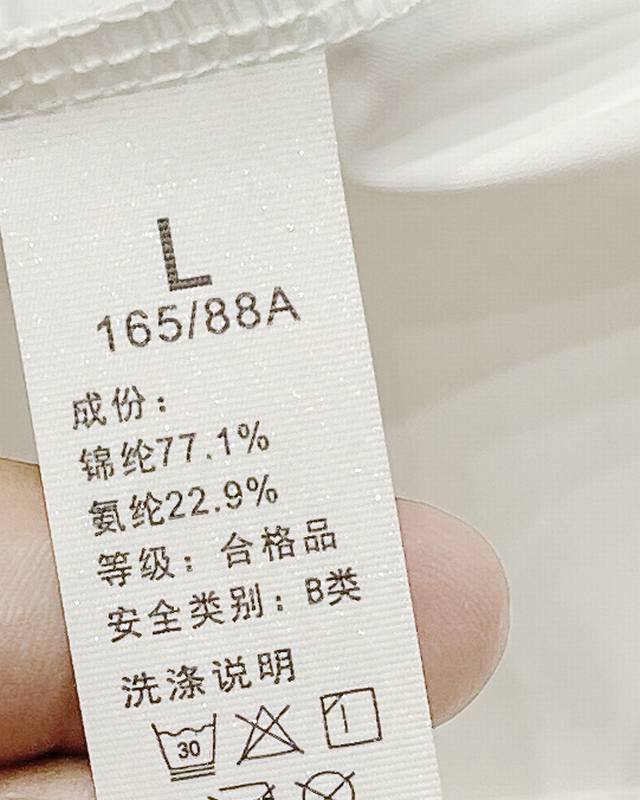 L
165/88A
成份：
锦纶77.1%
氨纶22.9%
等级：合格品
安全类别：B类
洗涤说明
30